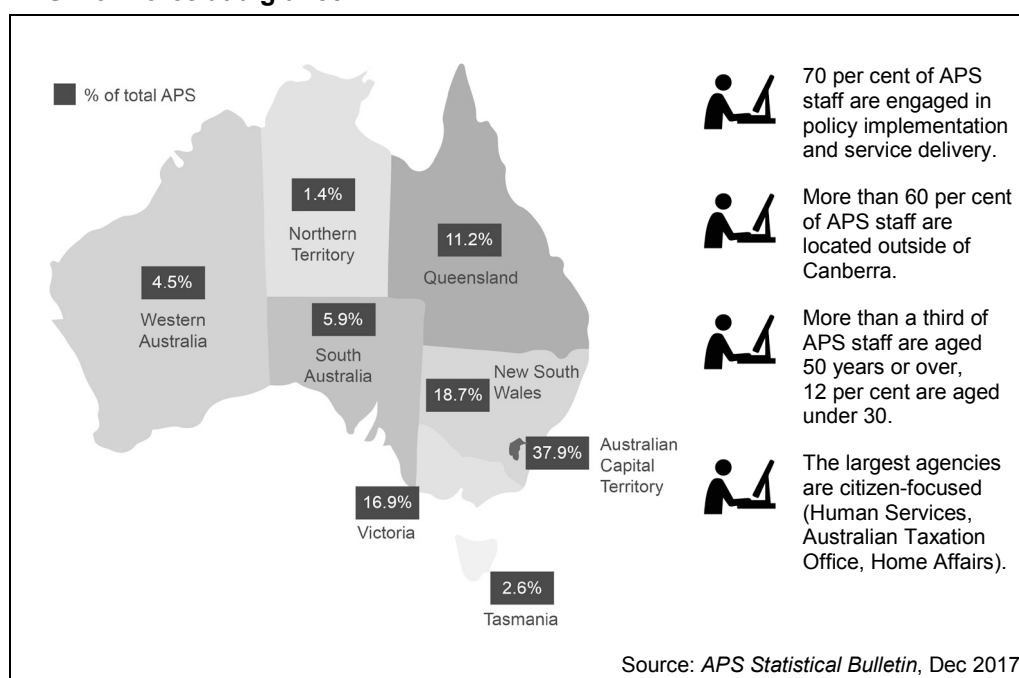 % of total APS
1.4%
Northern
Territory
11.2%
Queensland
4.5%
Western
Australia
5.9%
South
Australia
New South
Wales
18.7%
37.9%
Australian
Capital
Territory
16.9%
Victoria
2.6%
Tasmania
70 per cent of APS
staff are engaged in
policy implementation
and service delivery.
More than 60 per cent
of APS staff are
located outside of
Canberra.
More than a third of
APS staff are aged
50 years or over,
12 per cent are aged
under 30.
The largest agencies
are citizen-focused
(Human Services,
Australian Taxation
Office, Home Affairs).
Source: APS Statistical Bulletin, Dec 2017